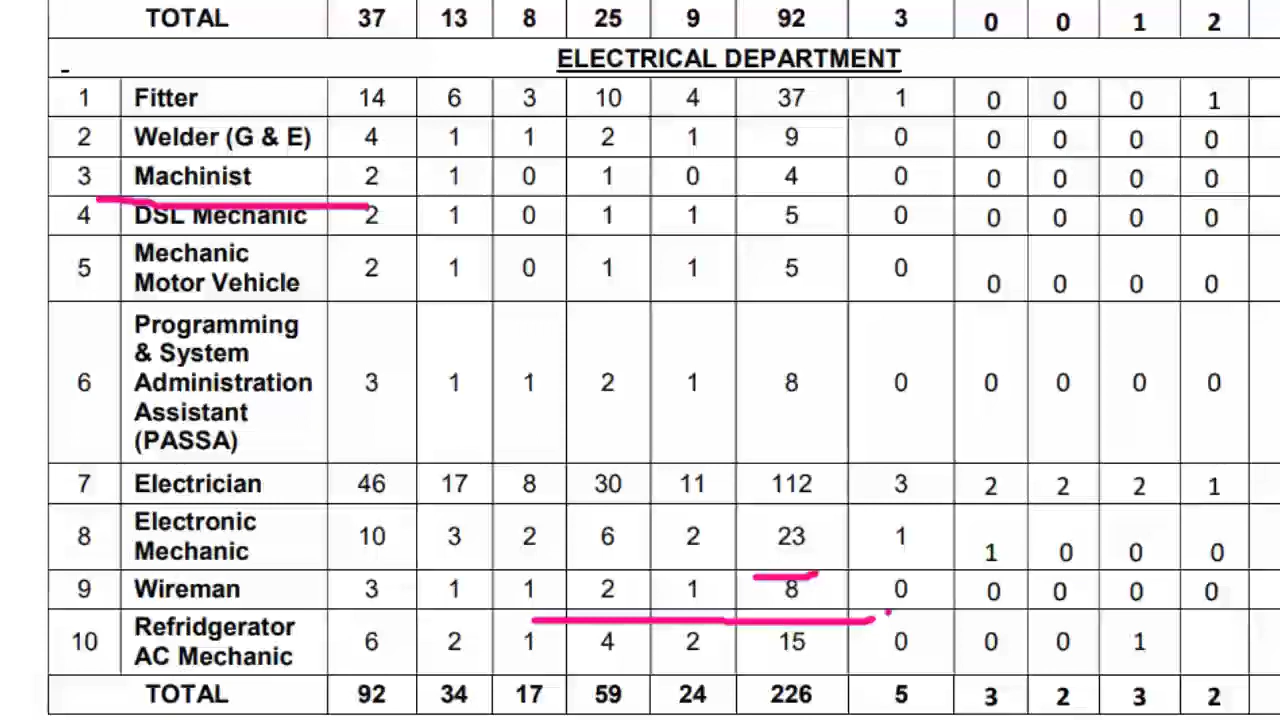 TOTAL 37 13 8 25 9 92 3 0 0 1 2
ELECTRICAL DEPARTMENT
1 Fitter 14 6 3 10 4 37 1 0 0 0 1
2 Welder (G & E) 4 1 1 2 1 9 0 0 0 0 0
3 Machinist 2 1 0 1 0 4 0 0 0 0 0
4 DSL Mechanic 2 1 0 1 1 5 0 0 0 0 0
Mechanic
5 Motor Vehicle 2 1 0 1 1 5 0 0 0 0 0
Programming
& System
6 Administration 3 1 1 2 1 8 0 0 0 0 0
Assistant
(PASSA)
7 Electrician 46 17 8 30 11 112 3 2 2 2 1
Electronic
8 Mechanic 10 3 2 6 2 23 1 1 0 0 0
9 Wireman 3 1 1 2 1 8 0 0 0 0 0
Refridgerator
10 AC Mechanic 6 2 1 4 2 15 0 0 0 1
TOTAL 92 34 17 59 24 226 5 3 2 3 2